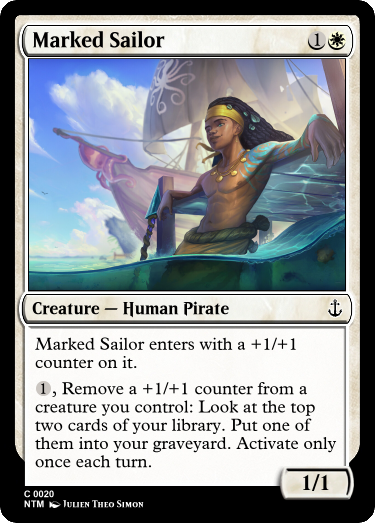 Marked Sailor 1
Creature — Human Pirate
Marked Sailor enters with a +1/+1
counter on it.
1, Remove a +1/+1 counter from a
creature you control: Look at the top
two cards of your library. Put one of
them into your graveyard. Activate only
once each turn.
1/1
C 0020
NTM Julien Theo Simon